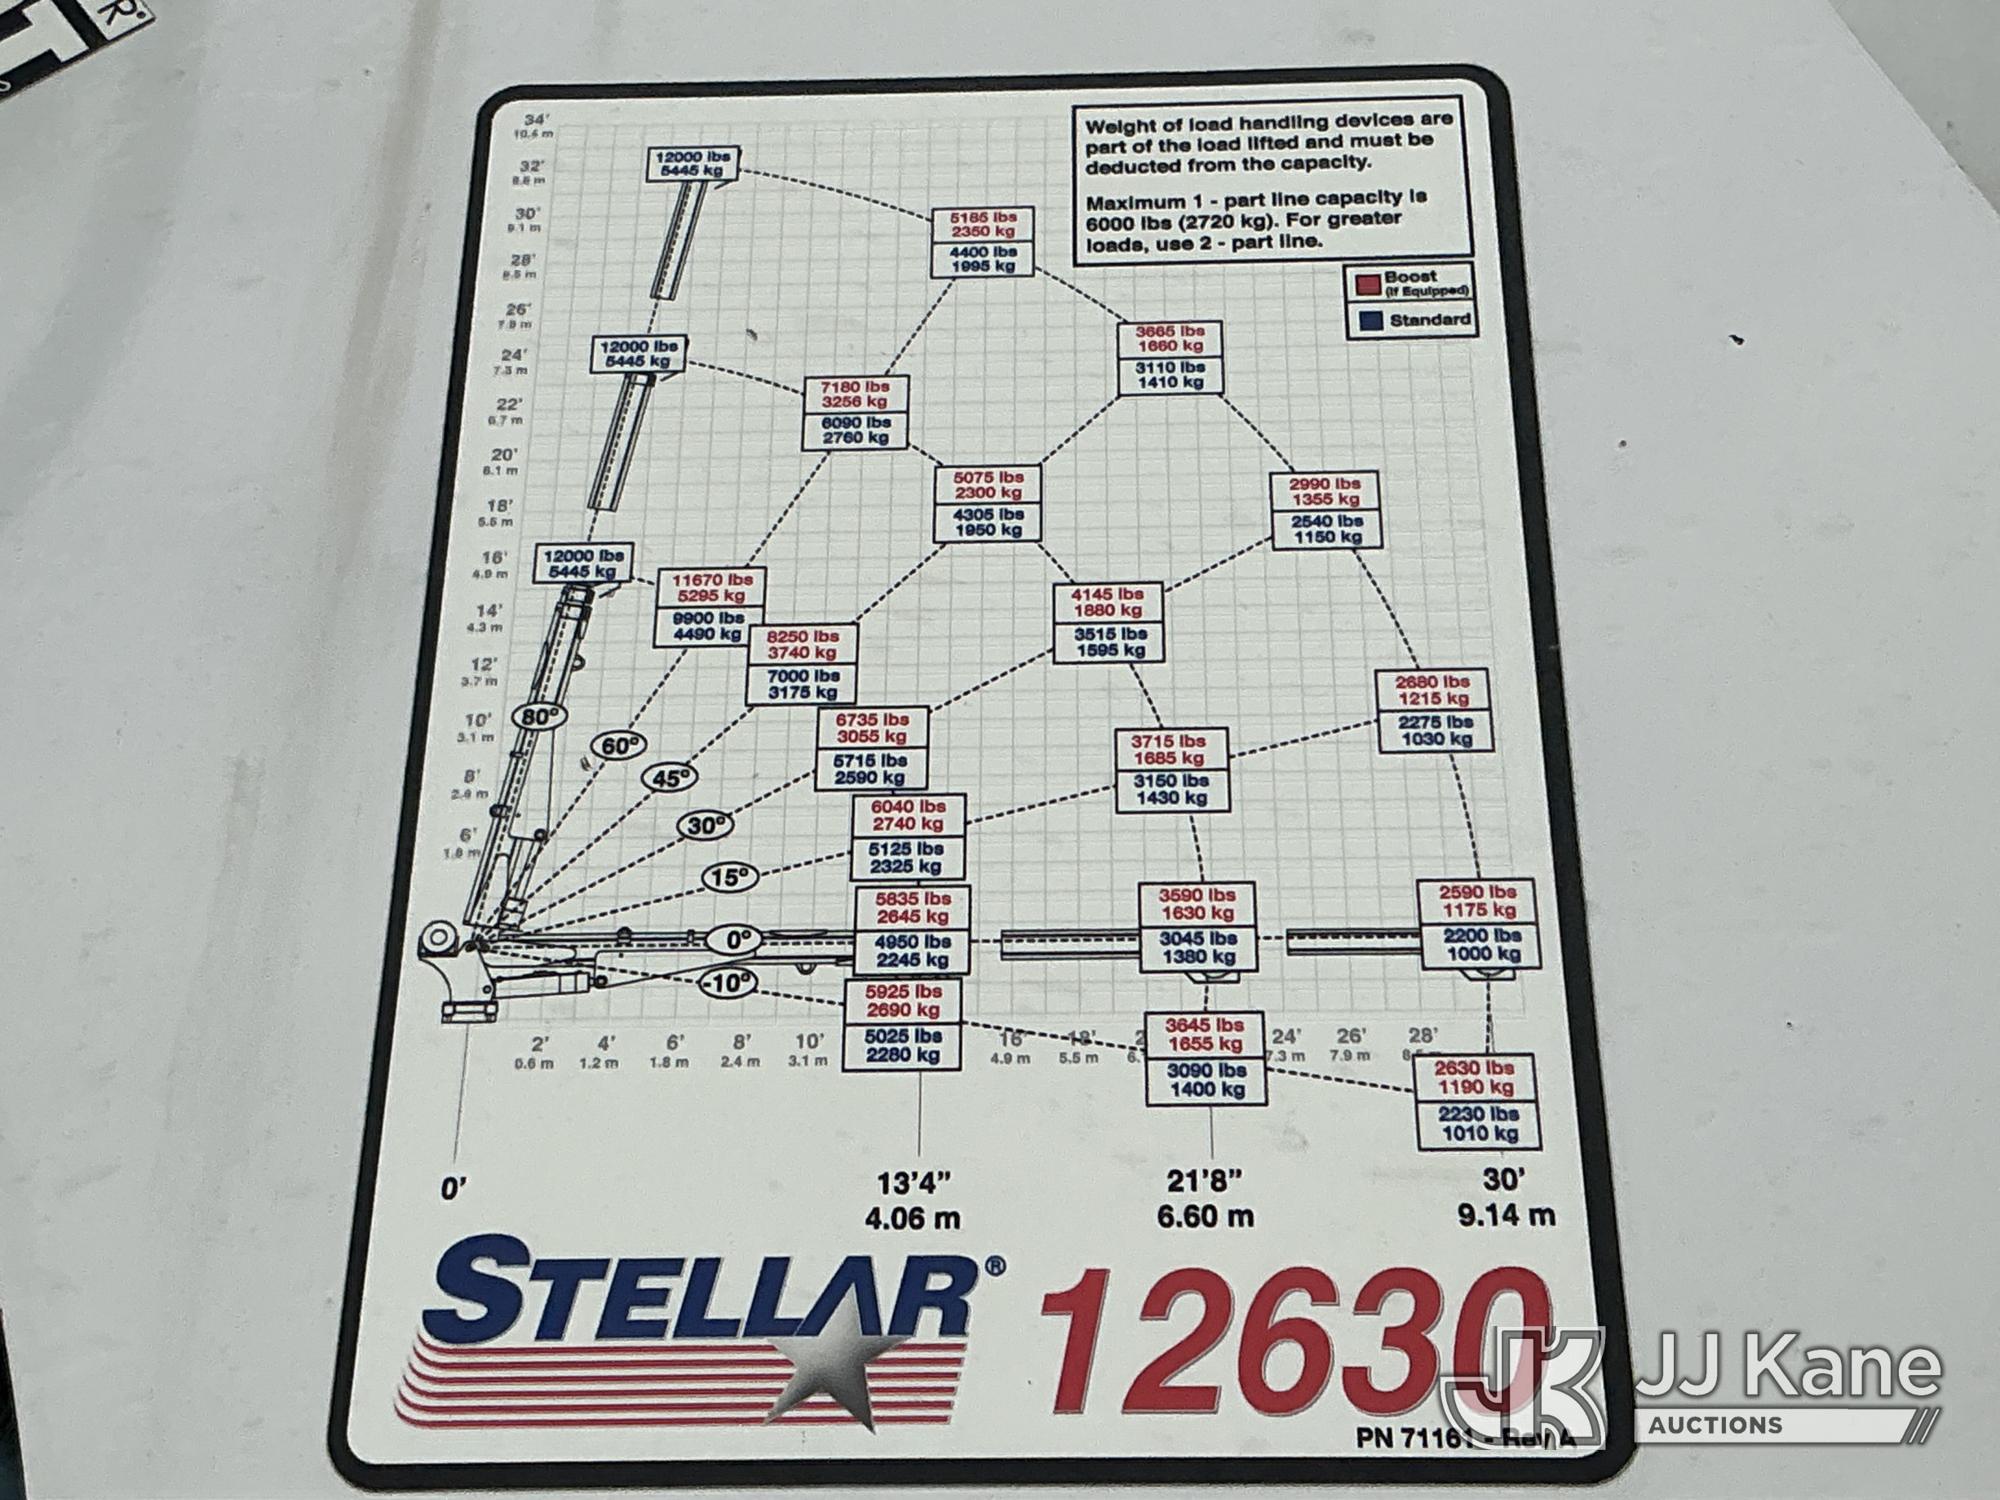 R®
34'
10.4 m
32'
30'
9.1 m
28'
8.5 m
26'
7.9 m
24'
7.3 m
22'
6.7 m
20'
6.1 m
18'
5.5 m
16'
4.9 m
14'
4.3 m
12'
3.7 m
10'
3.1 m
8'
6'
Weight of load handling devices are
part of the load lifted and must be
deducted from the capacity.
Maximum 1 - part line capacity is
6000 lbs (2720 kg). For greater
loads, use 2 - part line.
Boost
(If Equipped)
Standard
12000 lbs
5445 kg
5185 lbs
2350 kg
4400 lbs
1995 kg
12000 lbs
5445 kg
3665 lbs
1660 kg
3110 lbs
1410 kg
7180 lbs
3256 kg
6090 lbs
2760 kg
5075 lbs
2300 kg
4305 lbs
1950 kg
2990 lbs
1355 kg
2540 lbs
1150 kg
12000 lbs
5445 kg
11670 lbs
5295 kg
9900 lbs
4490 kg
8250 lbs
3740 kg
7000 lbs
3175 kg
4145 lbs
1880 kg
3515 lbs
1595 kg
6735 lbs
3055 kg
5715 lbs
2590 kg
2680 lbs
1215 kg
2275 lbs
1030 kg
3715 lbs
1685 kg
3150 lbs
1430 kg
6040 lbs
2740 kg
5125 lbs
2325 kg
80°
60°
45°
30°
15°
0°
-10°
5835 lbs
2645 kg
4950 lbs
2245 kg
3590 lbs
1630 kg
3045 lbs
1380 kg
2590 lbs
1175 kg
2200 lbs
1000 kg
5925 lbs
2690 kg
5025 lbs
2280 kg
3645 lbs
1655 kg
3090 lbs
1400 kg
2630 lbs
1190 kg
2230 lbs
1010 kg
2' 4' 6' 8' 10' 16' 18' 24' 26' 28'
0.6 m 1.2 m 1.8 m 2.4 m 3.1 m 4.9 m 5.5 m 7.3 m 7.9 m
0' 13'4" 21'8" 30'
4.06 m 6.60 m 9.14 m
STELLAR® 12630
PN 71161 - Rev A
JK JJ Kane
AUCTIONS